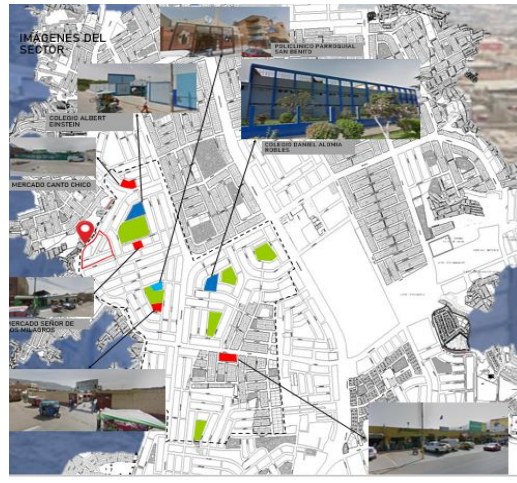 IMÁGENES DEL
SECTOR
POLICLINICO PARROQUIAL
SAN BENITO
COLEGIO ALBERT
EINSTEIN
COLEGIO DANIEL ALOMIA
ROBLES
MERCADO CANTO CHICO
MERCADO SEÑOR DE
LOS MILAGROS